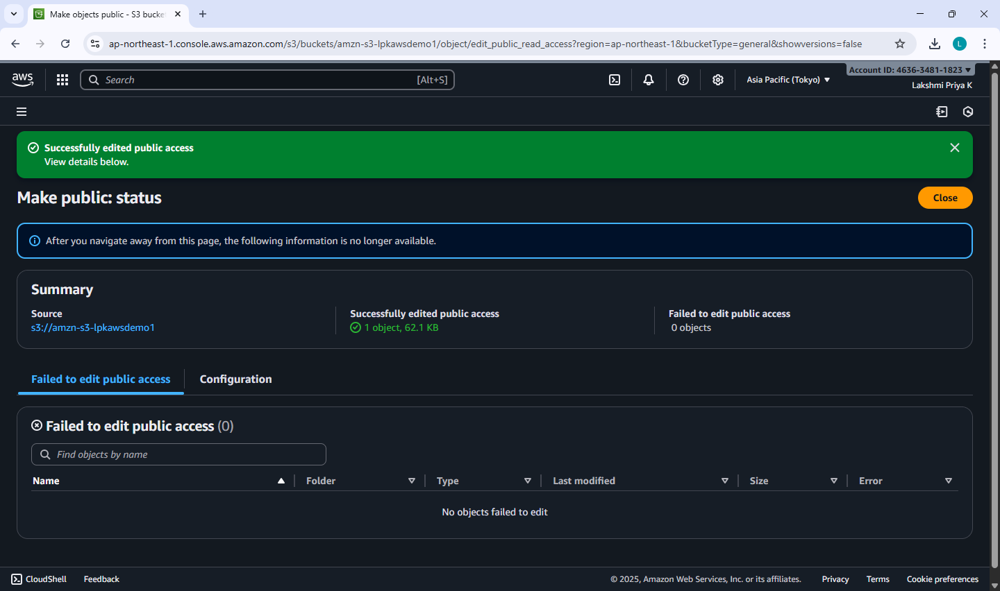 Make objects public - S3 bucke
ap-northeast-1.console.aws.amazon.com/s3/buckets/amzn-s3-lpkawsdemo1/object/edit_public_read_access?region=ap-northeast-1&bucketType=general&showversions=false
L
aws
Search
[Alt+S]
Asia Pacific (Tokyo)
Account ID: 4636-3481-1823
Lakshmi Priya K
Successfully edited public access
View details below.
Make public: status
Close
After you navigate away from this page, the following information is no longer available.
Summary
Source
s3://amzn-s3-lpkawsdemo1
Successfully edited public access
1 object, 62.1 KB
Failed to edit public access
0 objects
Failed to edit public access
Configuration
Failed to edit public access (0)
Find objects by name
Name Folder Type Last modified Size Error
No objects failed to edit
CloudShell Feedback © 2025, Amazon Web Services, Inc. or its affiliates. Privacy Terms Cookie preferences